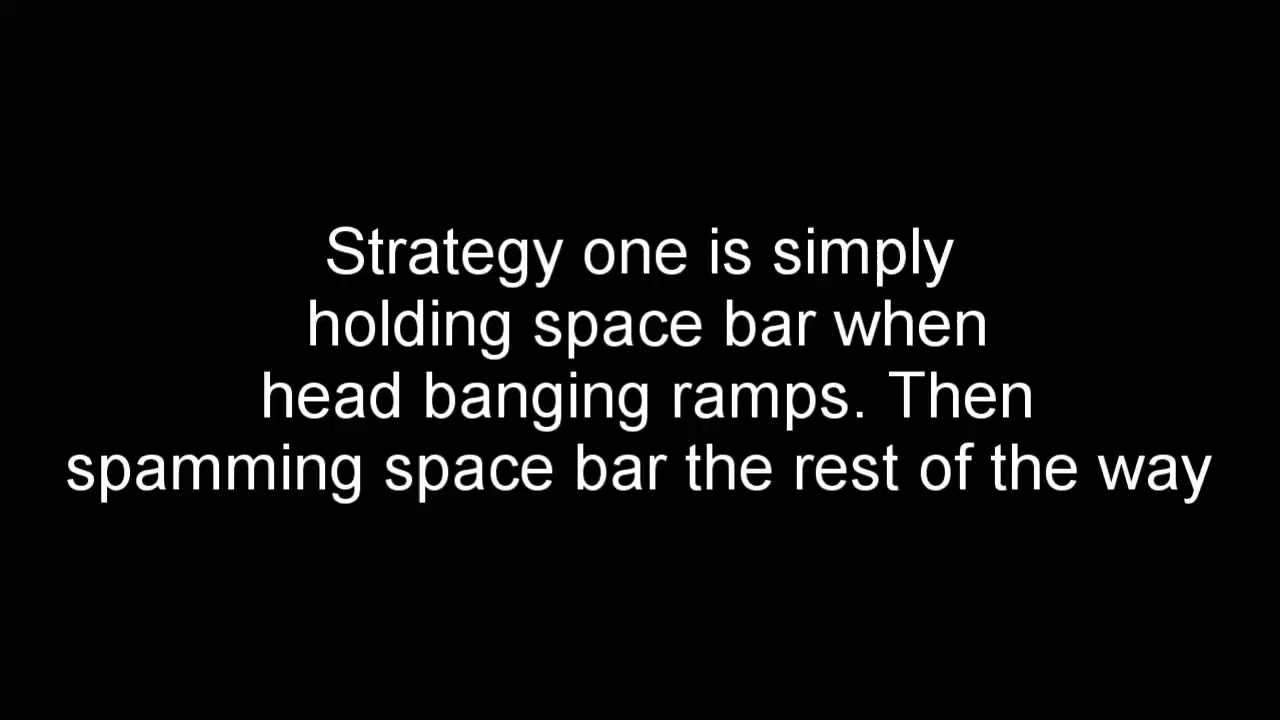 Strategy one is simply
holding space bar when
head banging ramps. Then
spamming space bar the rest of the way